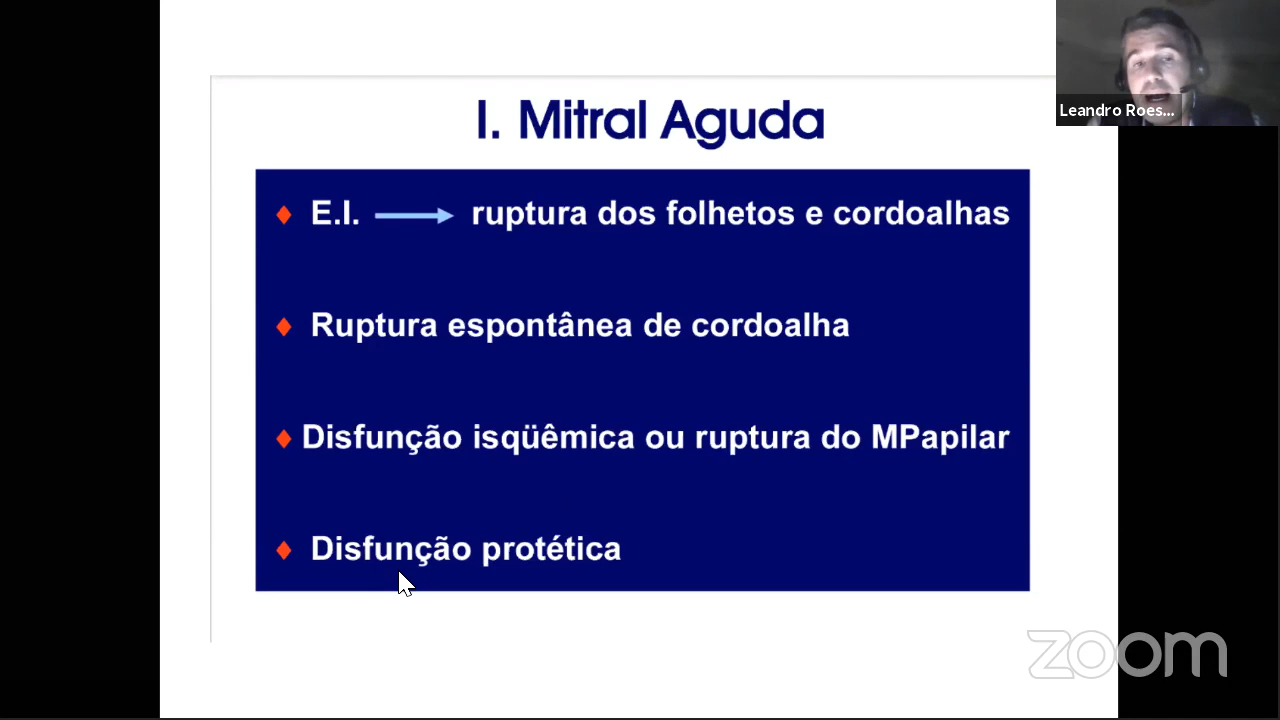 I. Mitral Aguda
Leandro Roes...
E.I. ruptura dos folhetos e cordoalhas
Ruptura espontânea de cordoalha
Disfunção isqüêmica ou ruptura do MPapilar
Disfunção protética
zoom